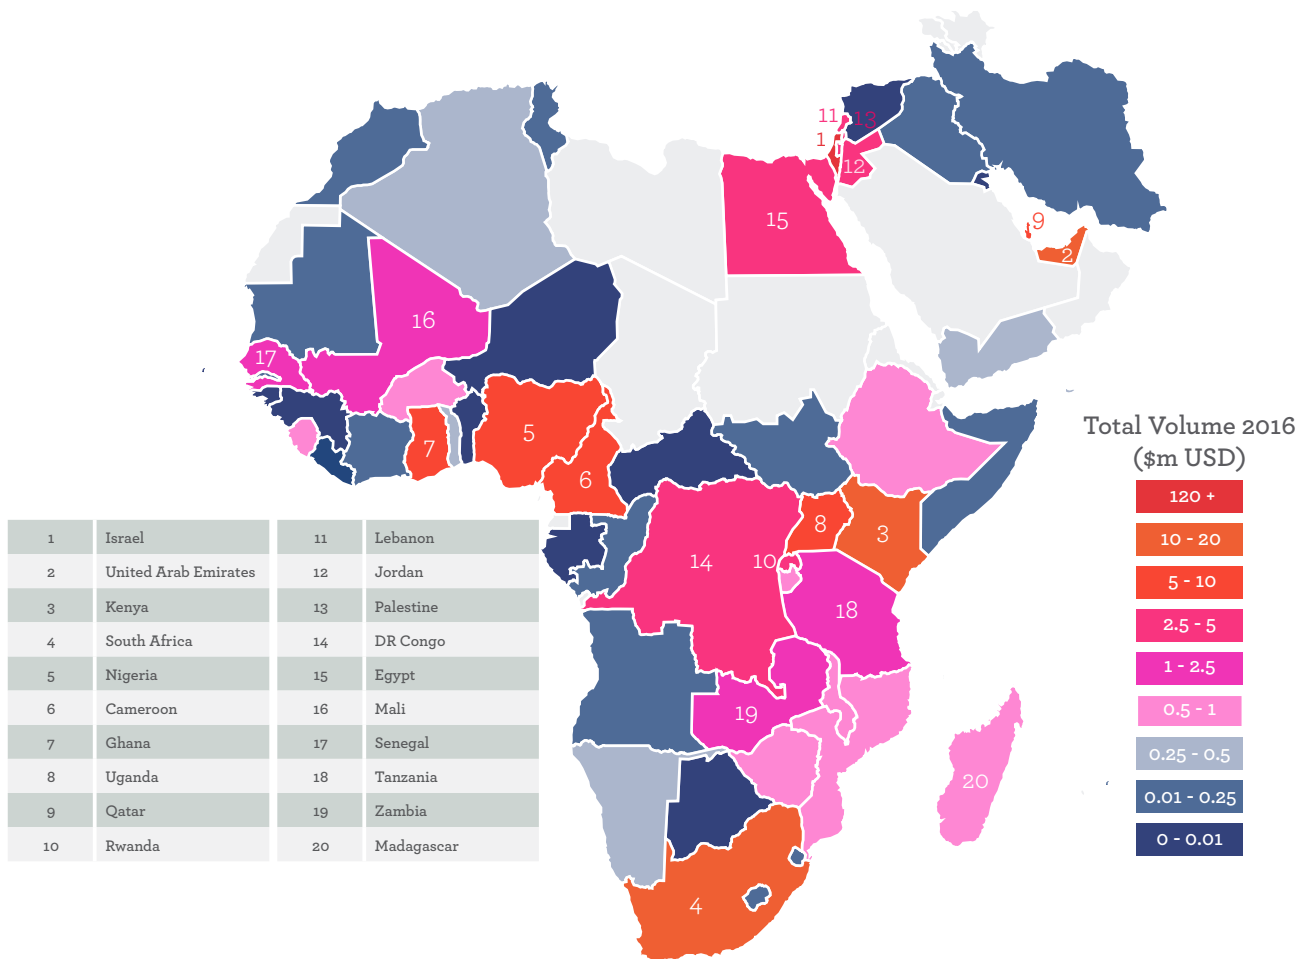 11
13
1
12
15
9
2
16
17
5
7
6
8
3
14
10
18
19
20
4
Total Volume 2016
($m USD)
120 +
10 - 20
5 - 10
2.5 - 5
1 - 2.5
0.5 - 1
0.25 - 0.5
0.01 - 0.25
0 - 0.01
1 Israel 11 Lebanon
2 United Arab Emirates 12 Jordan
3 Kenya 13 Palestine
4 South Africa 14 DR Congo
5 Nigeria 15 Egypt
6 Cameroon 16 Mali
7 Ghana 17 Senegal
8 Uganda 18 Tanzania
9 Qatar 19 Zambia
10 Rwanda 20 Madagascar